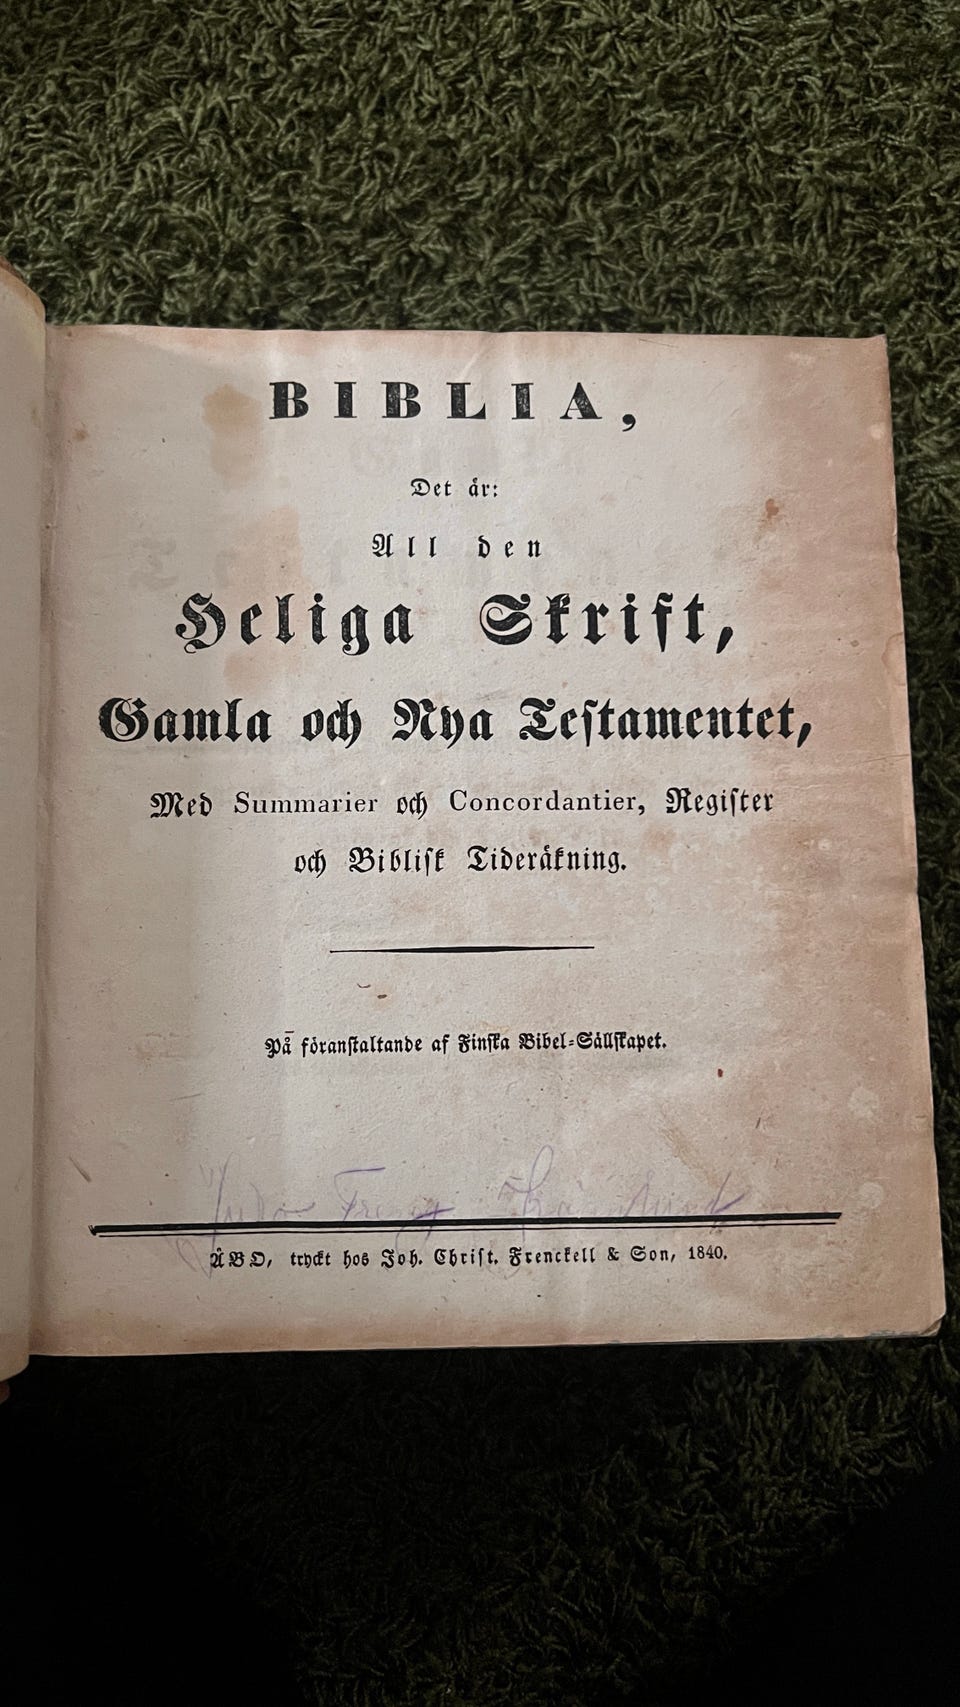 BIBLIA,
Det är:
All den
Heliga Skrift,
Gamla och Nya Testamentet,
Med Summarier och Concordantier, Register
och Biblisk Tideräkning.
På föranstaltande af Finska Bibel-Sällskapet.
ÅBO, tryckt hos Joh. Christ. Frenckell & Son, 1840.